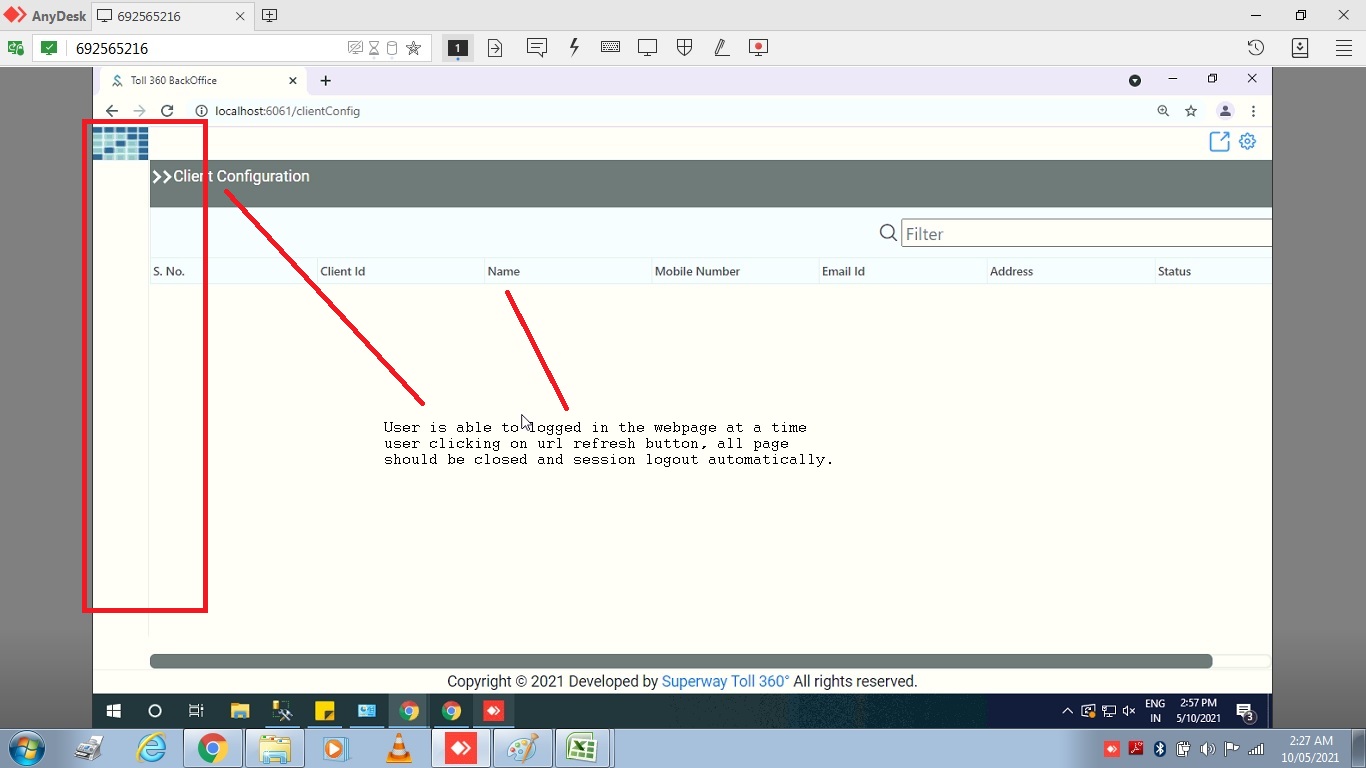 AnyDesk
692565216
692565216
1
Toll 360 BackOffice
localhost:6061/clientConfig
Client Configuration
Filter
S. No. Client Id Name Mobile Number Email Id Address Status
User is able to logged in the webpage at a time
user clicking on url refresh button, all page
should be closed and session logout automatically.
Copyright © 2021 Developed by Superway Toll 360° All rights reserved.
ENG
IN
2:57 PM
5/10/2021
3
2:27 AM
10/05/2021